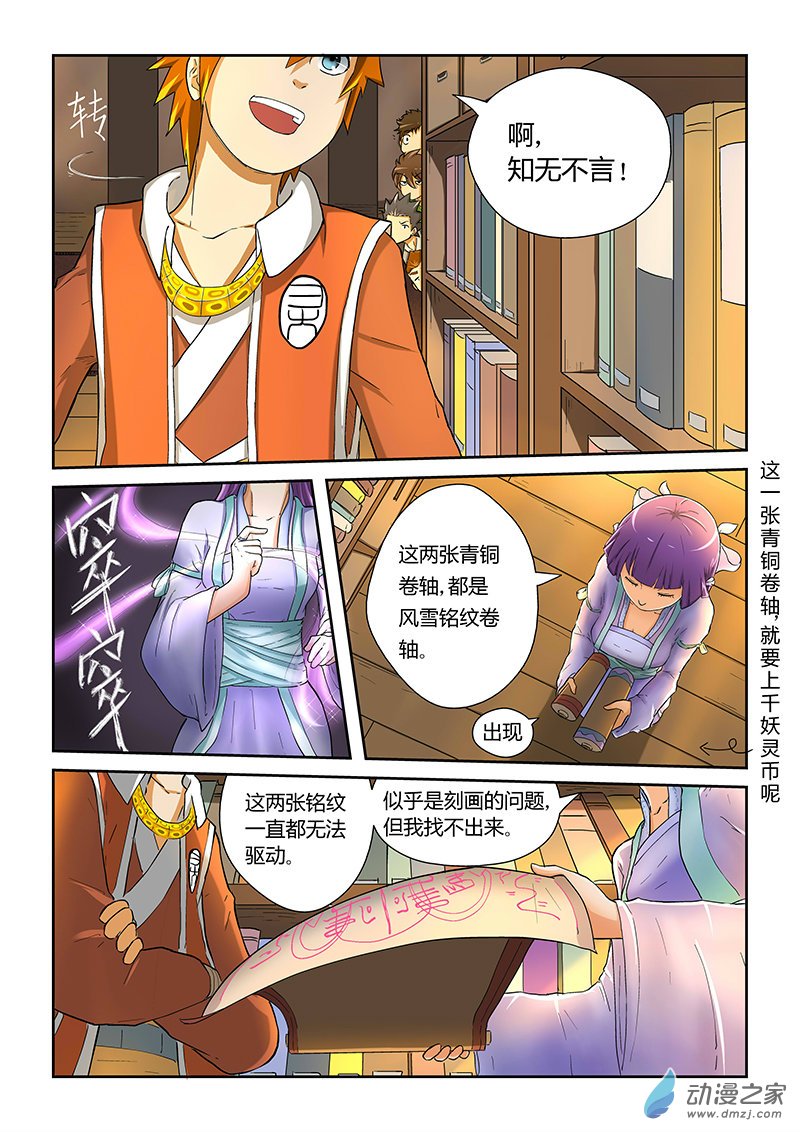 转
啊，
知无不言！
窣
窣
这两张青铜
卷轴，都是
风雪铭纹卷
轴。
出现
这一张青铜卷轴，就要上千妖灵币呢
这两张铭纹
一直都无法
驱动。
似乎是刻画的问题，
但我找不出来。
动漫之家
www.dmzj.com